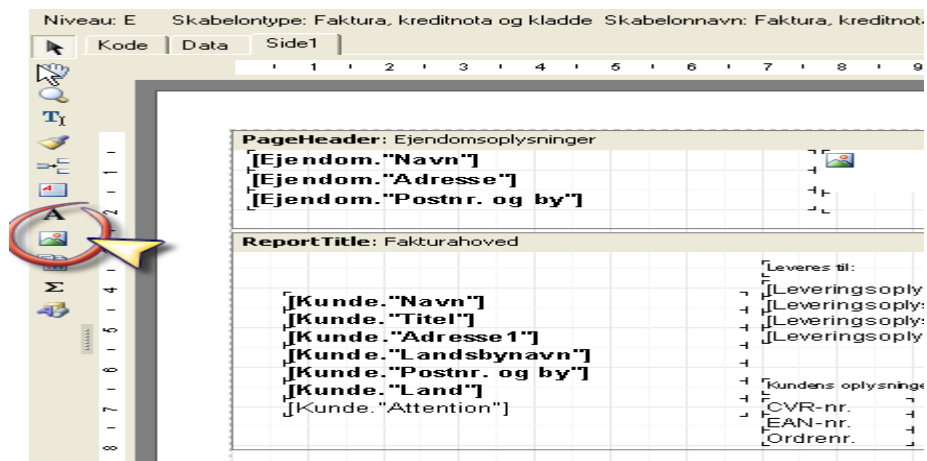 Niveau: E Skabelontype: Faktura, kreditnota og kladde Skabelonnavn: Faktura, kreditnot
Kode Data Side1
1 2 3 4 5 6 7 8 9
PageHeader: Ejendomsoplysninger
[Ejendom."Navn"]
[Ejendom."Adresse"]
[Ejendom."Postnr. og by"]
ReportTitle: Fakturahoved
Leveres til:
[Leveringsoply
[Leveringsoplys
[Leveringsoplys
[Leveringsoply
[Kunde."Navn"]
[Kunde."Titel"]
[Kunde."Adresse1"]
[Kunde."Landsbynavn"]
[Kunde."Postnr. og by"]
[Kunde."Land"]
[Kunde."Attention"]
Kundens oplysninge
CVR-nr.
EAN-nr.
Ordrenr.